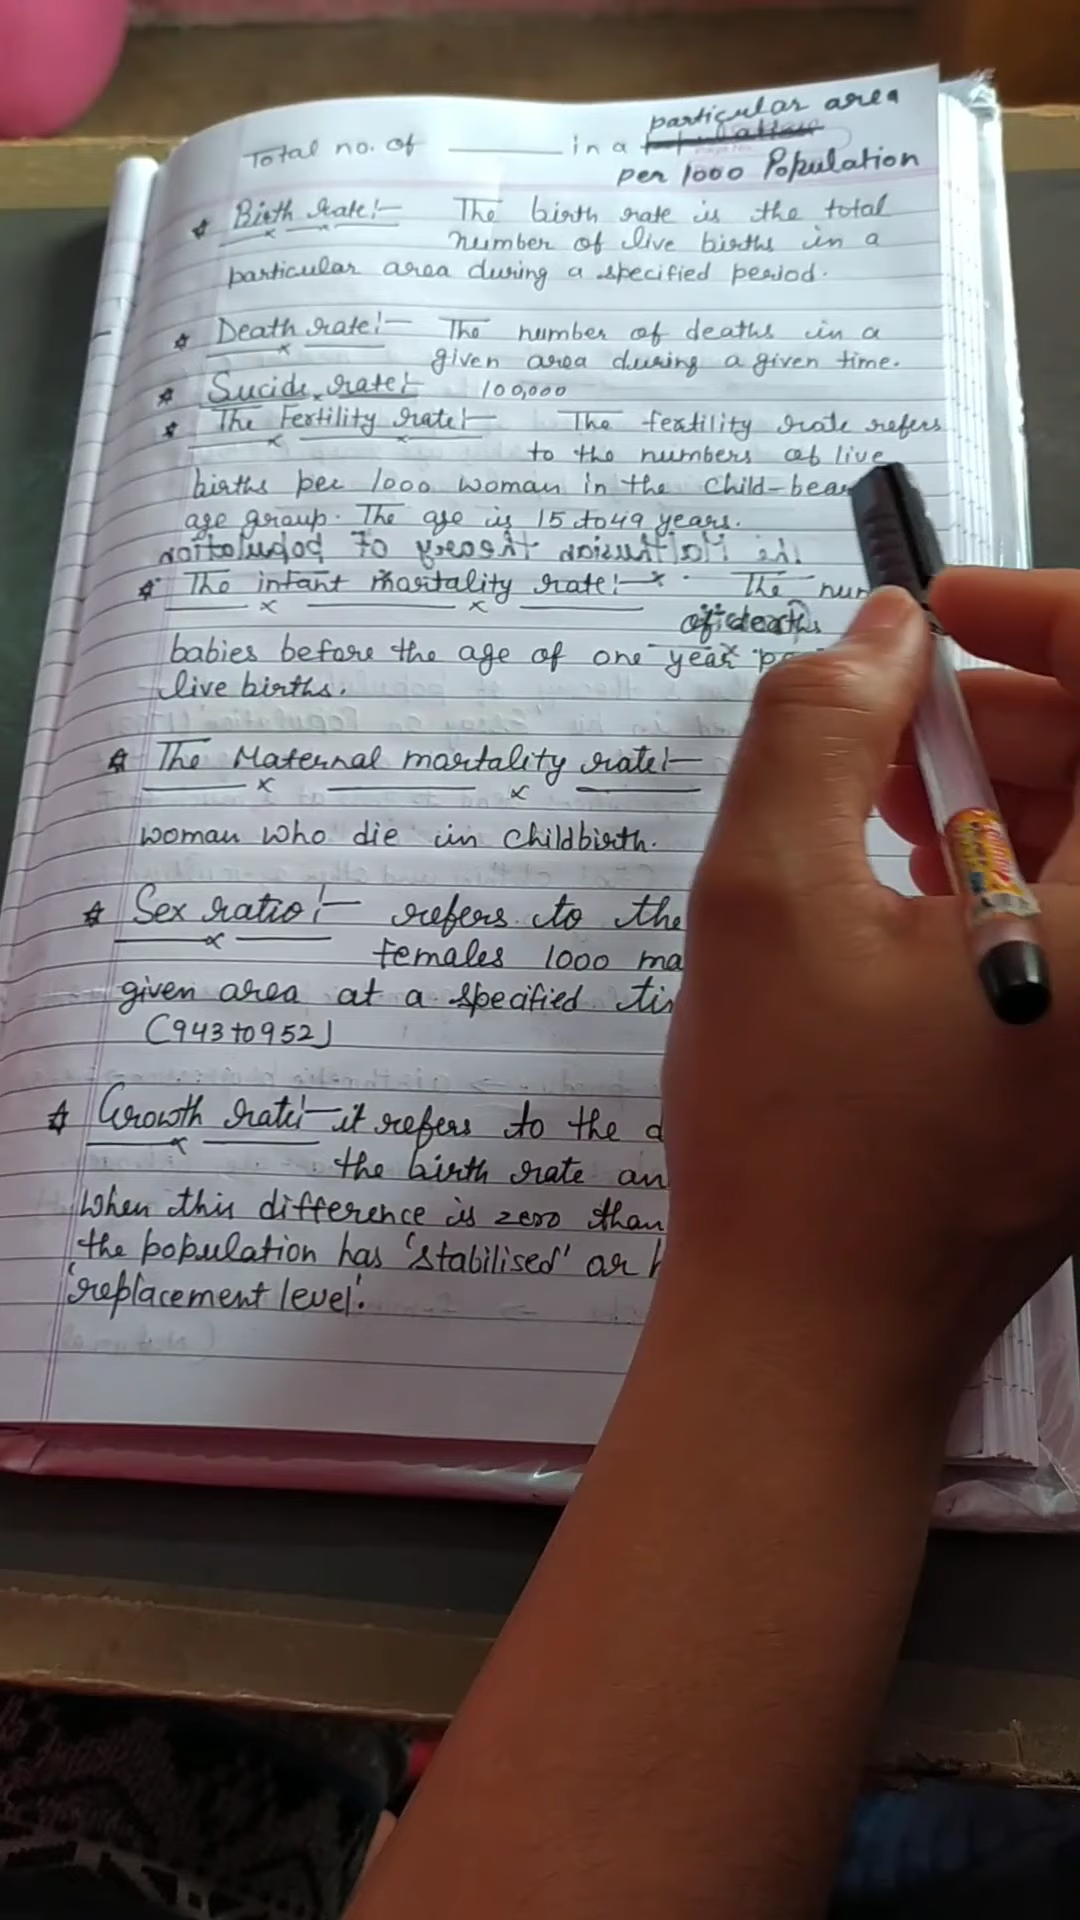 particular area
Total no. of ______ in a
per 1000 Population
Birth rate:- The birth rate is the total
number of live births in a
particular area during a specified period.
Death rate:- The number of deaths in a
given area during a given time.
Sucide rate:- 100,000
The Fertility rate:- The fertility rate refers
to the numbers of live
births per 1000 woman in the child-bear
age group. The age is 15 to 49 years.
The infant mortality rate:- The num
of deaths
babies before the age of one year
live births.
The Maternal mortality rate:-
woman who die in childbirth.
Sex ratio:- refers to the
females 1000 ma
given area at a specified
(943 to 952)
Growth rate:- it refers to the d
the birth rate an
When this difference is zero than
the population has 'stabilised' or
'replacement level'.